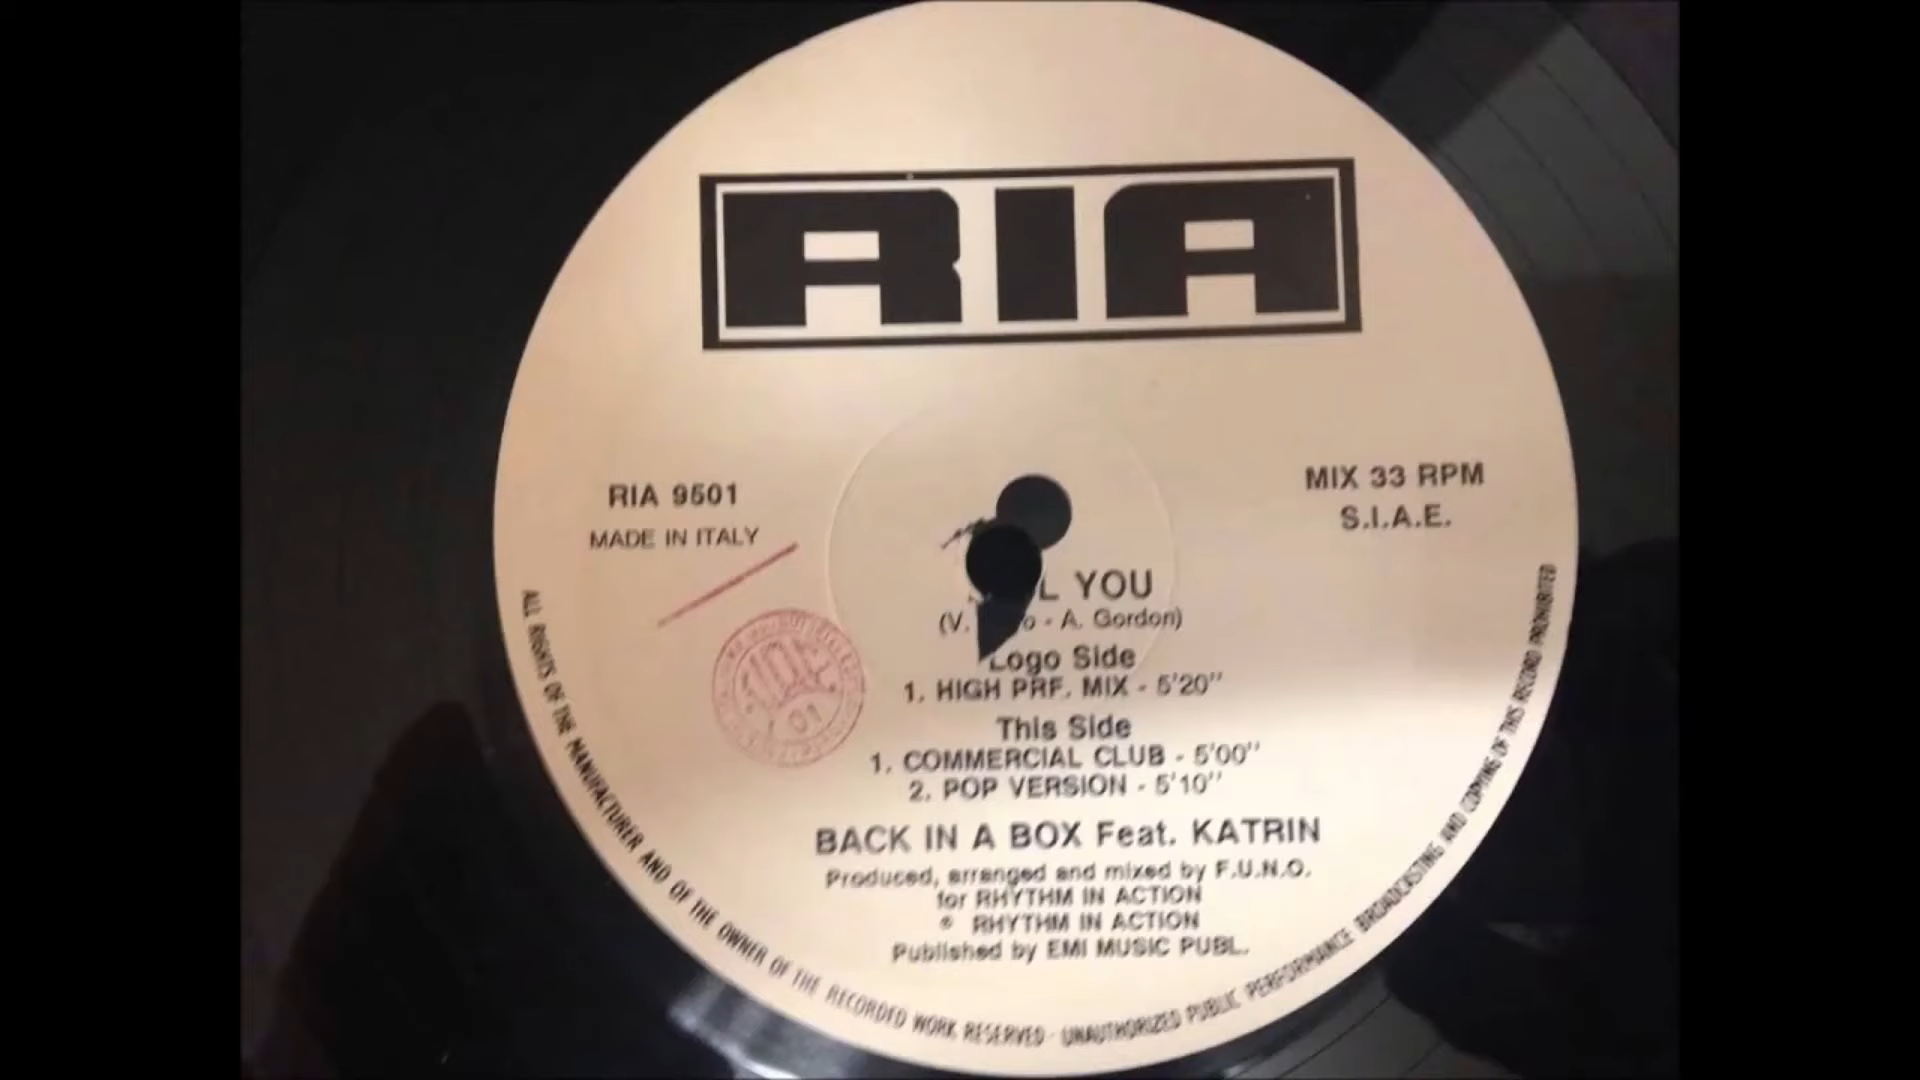 RIA
RIA 9501
MADE IN ITALY
MIX 33 RPM
S.I.A.E.
YOU
(V. - A. Gordon)
Logo Side
1. HIGH PRF. MIX - 5'20"
This Side
1. COMMERCIAL CLUB - 5'00"
2. POP VERSION - 5'10"
BACK IN A BOX Feat. KATRIN
Produced, arranged and mixed by F.U.N.O.
for RHYTHM IN ACTION
RHYTHM IN ACTION
Published by EMI MUSIC PUBL.
ALL RIGHTS OF THE MANUFACTURER AND OF THE OWNER OF THE RECORDED WORK RESERVED - UNAUTHORIZED PUBLIC PERFORMANCE BROADCASTING AND COPYING OF THIS RECORD PROHIBITED